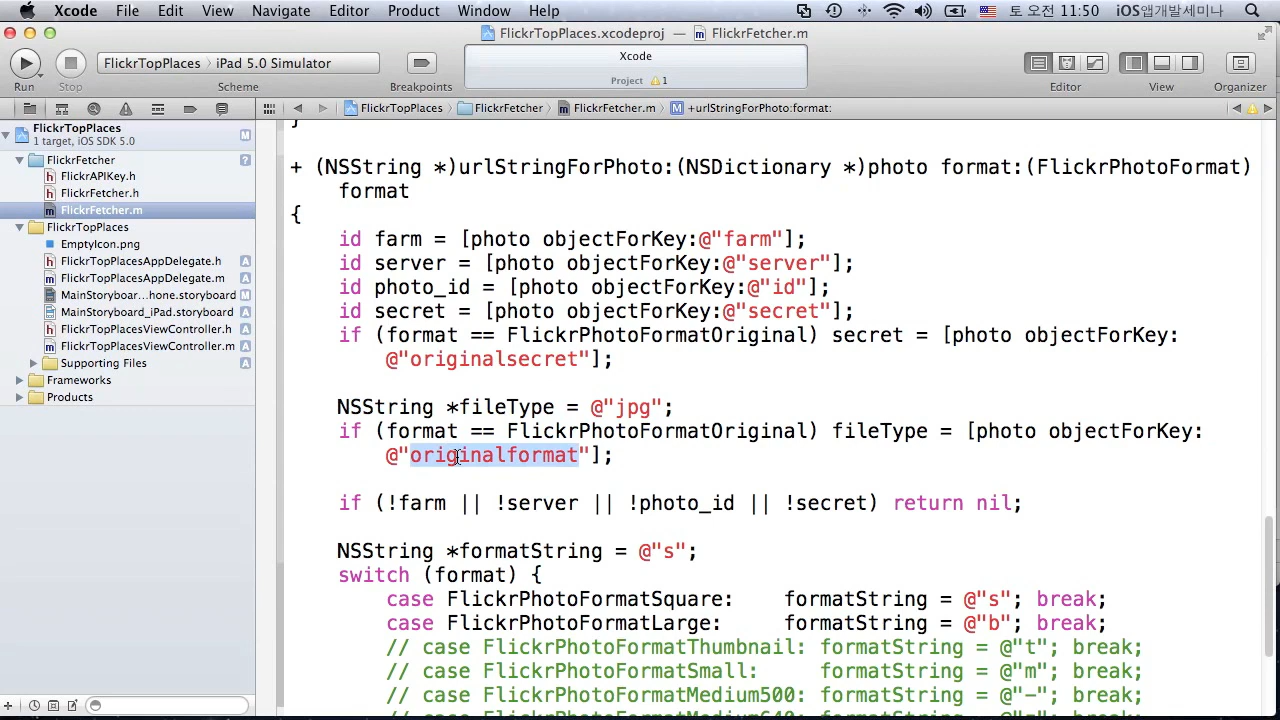 Xcode File Edit View Navigate Editor Product Window Help 토 오전 11:50 iOS앱개발세미나
FlickrTopPlaces.xcodeproj — FlickrFetcher.m
FlickrTopPlaces iPad 5.0 Simulator
Xcode
Project 1
Run Stop Scheme Breakpoints Editor View Organizer
FlickrTopPlaces FlickrFetcher FlickrFetcher.m +urlStringForPhoto:format:
FlickrTopPlaces M
1 target, iOS SDK 5.0
FlickrFetcher ?
FlickrAPIKey.h
FlickrFetcher.h
FlickrFetcher.m
FlickrTopPlaces
EmptyIcon.png
FlickrTopPlacesAppDelegate.h A
FlickrTopPlacesAppDelegate.m A
MainStoryboar...hone.storyboard M
MainStoryboard_iPad.storyboard A
FlickrTopPlacesViewController.h A
FlickrTopPlacesViewController.m A
Supporting Files A
Frameworks
Products
}
+ (NSString *)urlStringForPhoto:(NSDictionary *)photo format:(FlickrPhotoFormat)
format
{
id farm = [photo objectForKey:@"farm"];
id server = [photo objectForKey:@"server"];
id photo_id = [photo objectForKey:@"id"];
id secret = [photo objectForKey:@"secret"];
if (format == FlickrPhotoFormatOriginal) secret = [photo objectForKey:
@"originalsecret"];
NSString *fileType = @"jpg";
if (format == FlickrPhotoFormatOriginal) fileType = [photo objectForKey:
@"originalformat"];
if (!farm || !server || !photo_id || !secret) return nil;
NSString *formatString = @"s";
switch (format) {
case FlickrPhotoFormatSquare: formatString = @"s"; break;
case FlickrPhotoFormatLarge: formatString = @"b"; break;
// case FlickrPhotoFormatThumbnail: formatString = @"t"; break;
// case FlickrPhotoFormatSmall: formatString = @"m"; break;
// case FlickrPhotoFormatMedium500: formatString = @"-"; break;